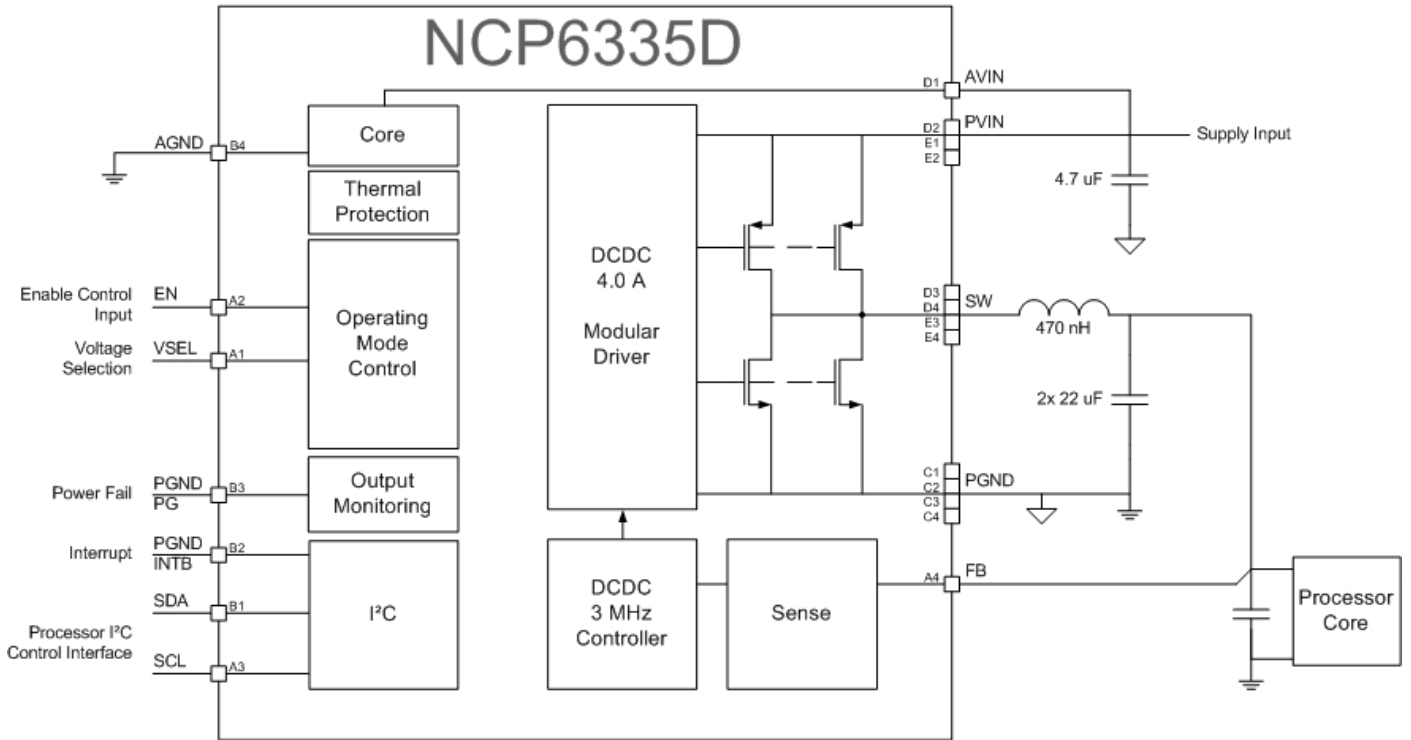 NCP6335D
AGND
B4
Core
Thermal
Protection
Enable Control
Input
EN
A2
Voltage
Selection
VSEL
A1
Operating
Mode
Control
Power Fail
PGND
PG
B3
Output
Monitoring
Interrupt
PGND
INTB
B2
SDA
B1
Processor I²C
Control Interface
SCL
A3
I²C
DCDC
4.0 A
Modular
Driver
DCDC
3 MHz
Controller
Sense
D1
AVIN
D2
E1
E2
PVIN
Supply Input
4.7 uF
D3
D4
E3
E4
SW
470 nH
2x 22 uF
C1
C2
C3
C4
PGND
A4
FB
Processor
Core